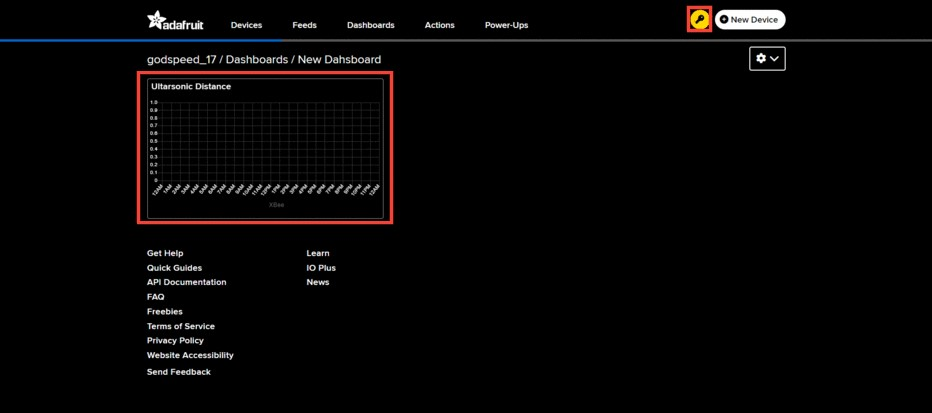 adafruit
Devices Feeds Dashboards Actions Power-Ups
New Device
godspeed_17 / Dashboards / New Dahsboard
Ultarsonic Distance
1.0
0.9
0.8
0.7
0.6
0.5
0.4
0.3
0.2
0.1
0
12AM 1AM 2AM 3AM 4AM 5AM 6AM 7AM 8AM 9AM 10AM 11AM 12PM 1PM 2PM 3PM 4PM 5PM 6PM 7PM 8PM 9PM 10PM 11PM 12AM
XBee
Get Help
Quick Guides
API Documentation
FAQ
Freebies
Terms of Service
Privacy Policy
Website Accessibility
Send Feedback
Learn
IO Plus
News